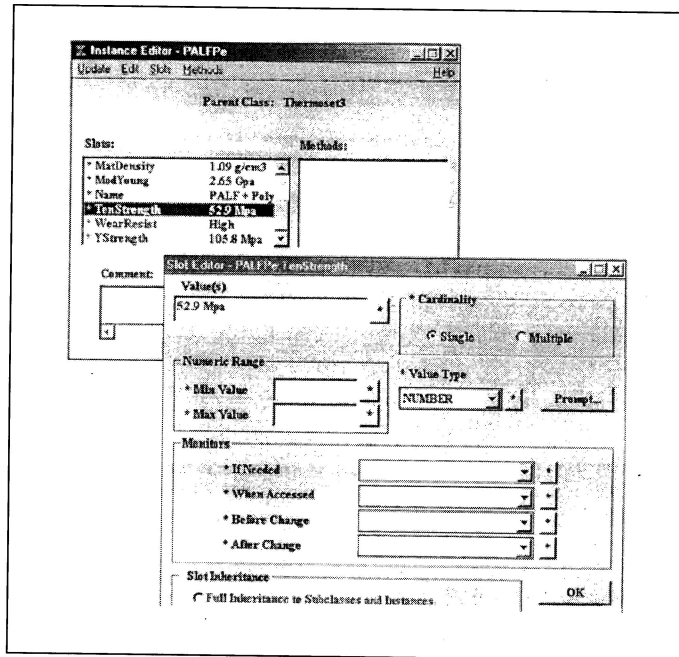 Instance Editor - PALFPe
Update Edit Slots Methods Help
Parent Class: Thermoset3
Slots: Methods:
* MatDensity 1.09 g/cm3
* ModYoung 2.65 Gpa
* Name PALF + Poly
* TenStrength 52.9 Mpa
* WearResist High
* YStrength 105.8 Mpa
Comment:
Slot Editor - PALFPe:TenStrength
Value(s)
52.9 Mpa *
* Cardinality
Single Multiple
Numeric Range
* Min Value *
* Max Value *
* Value Type
NUMBER * Prompt...
Monitors
* If Needed *
* When Accessed *
* Before Change *
* After Change *
Slot Inheritance
Full Inheritance to Subclasses and Instances
OK